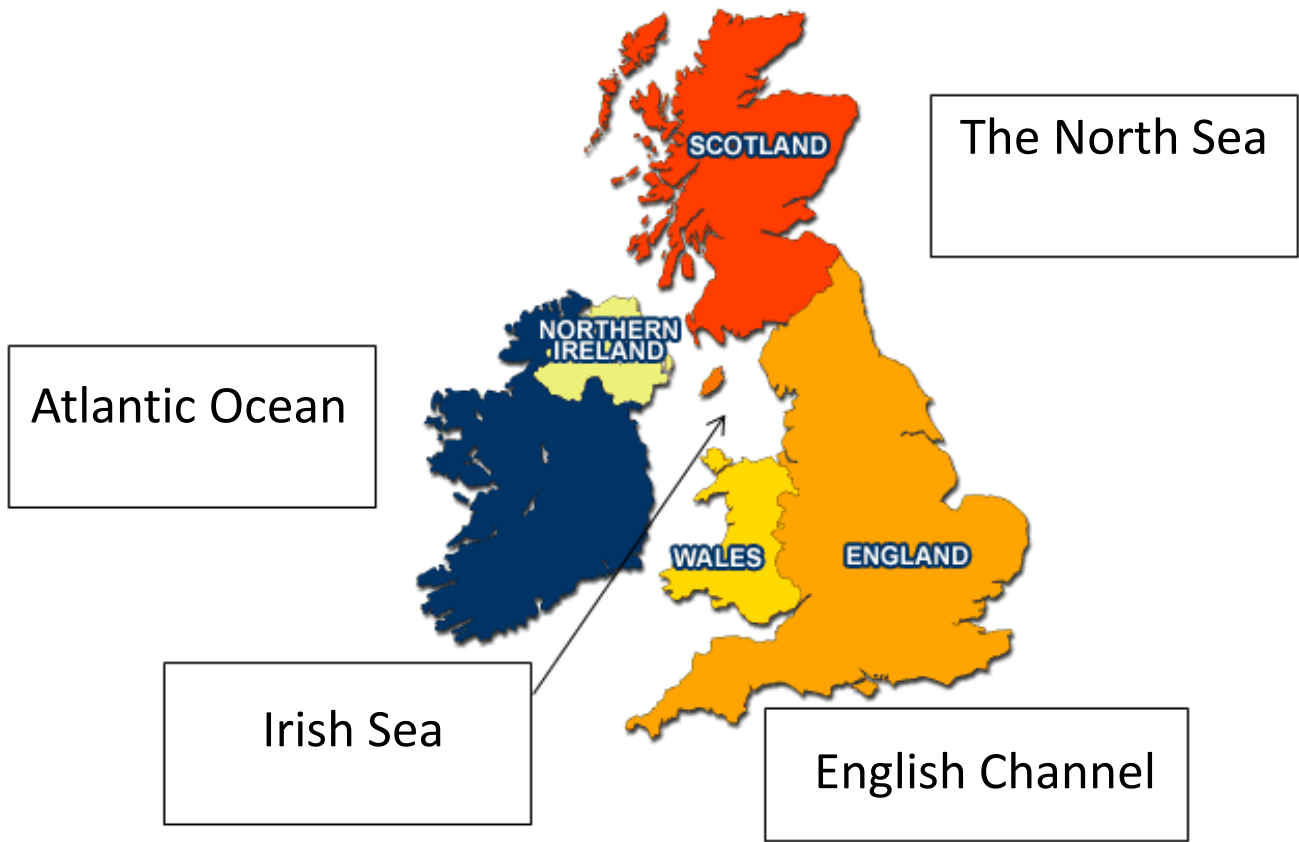 SCOTLAND
The North Sea
NORTHERN
IRELAND
Atlantic Ocean
WALES
ENGLAND
Irish Sea
English Channel